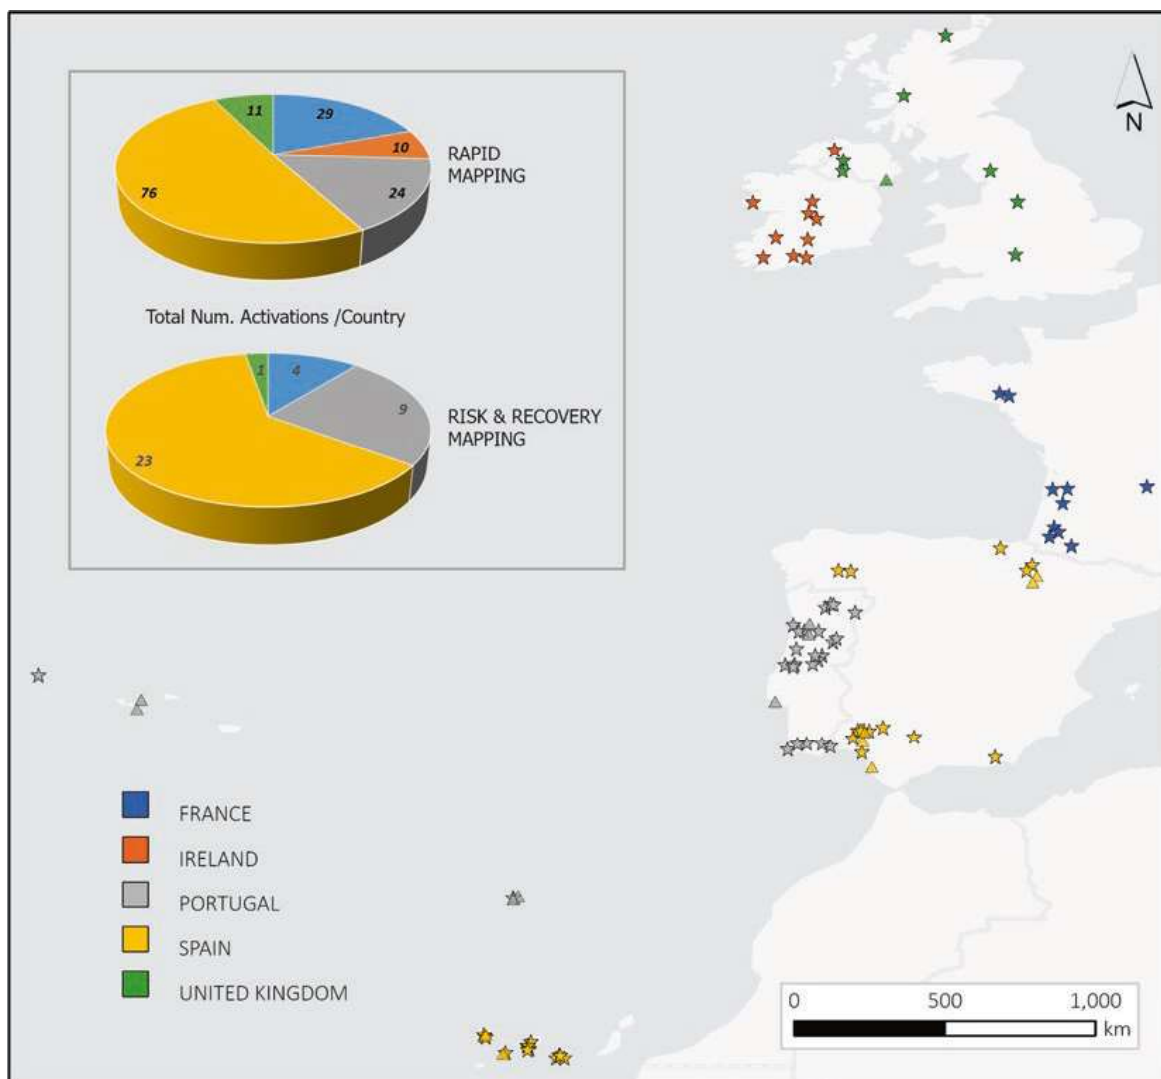 11
29
10
76
24
RAPID
MAPPING
N
Total Num. Activations /Country
1
4
9
23
RISK & RECOVERY
MAPPING
FRANCE
IRELAND
PORTUGAL
SPAIN
UNITED KINGDOM
0 500 1,000
km